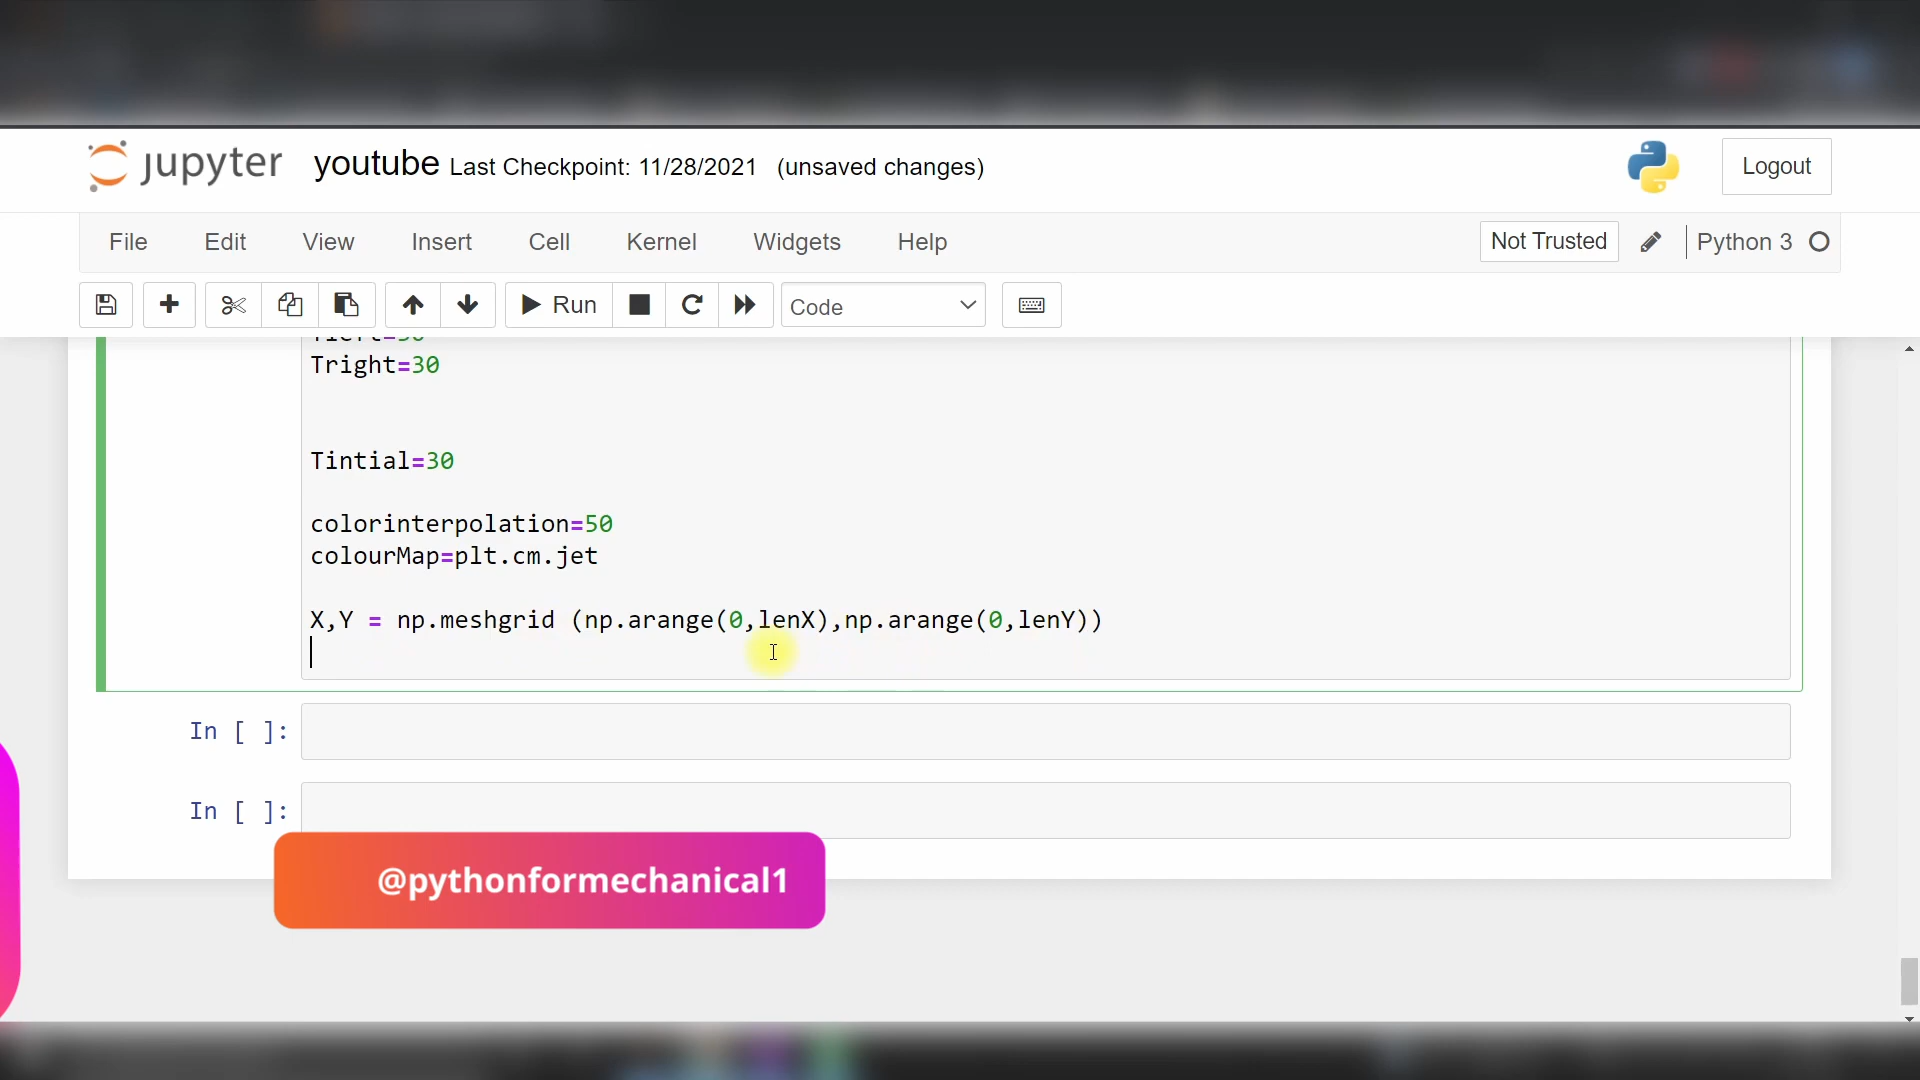 jupyter youtube Last Checkpoint: 11/28/2021 (unsaved changes) Logout
File Edit View Insert Cell Kernel Widgets Help Not Trusted Python 3
Run Code
Tright=30
Tintial=30
colorinterpolation=50
colourMap=plt.cm.jet
X,Y = np.meshgrid (np.arange(0,lenX),np.arange(0,lenY))
In [ ]:
In [ ]:
@pythonformechanical1